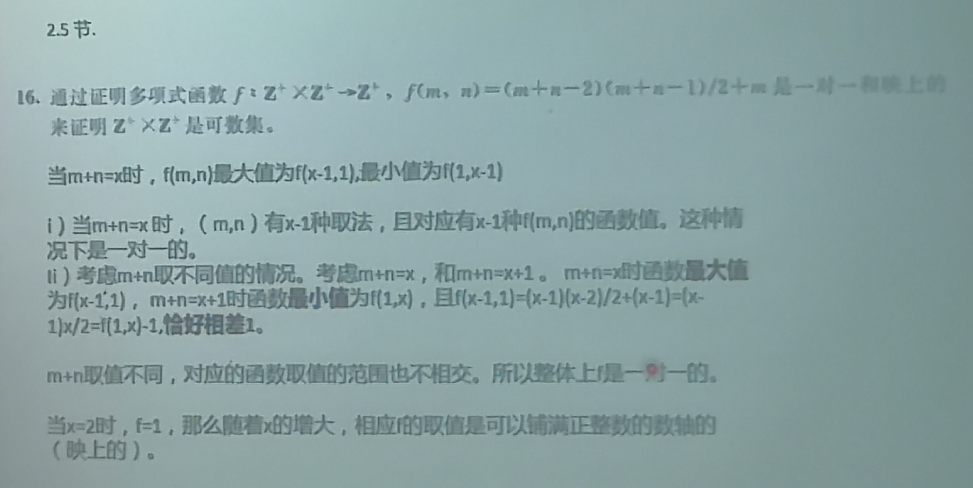 2.5 节.
16. 通过证明多项式函数 f：Z⁺×Z⁺→Z⁺，f(m，n)=(m+n-2)(m+n-1)/2+m 是一对一和映上的
来证明 Z⁺×Z⁺ 是可数集。
当m+n=x时，f(m,n)最大值为f(x-1,1),最小值为f(1,x-1)
i）当m+n=x 时，（m,n）有x-1种取法，且对应有x-1种f(m,n)的函数值。这种情
况下是一对一的。
Ii）考虑m+n取不同值的情况。考虑m+n=x，和m+n=x+1 。 m+n=x时函数最大值
为f(x-1,1)， m+n=x+1时函数最小值为f(1,x)，且f(x-1,1)=(x-1)(x-2)/2+(x-1)=(x-
1)x/2=f(1,x)-1,恰好相差1。
m+n取值不同，对应的函数取值的范围也不相交。所以整体上f是一对一的。
当x=2时，f=1，那么随着x的增大，相应f的取值是可以铺满正整数的数轴的
（映上的）。